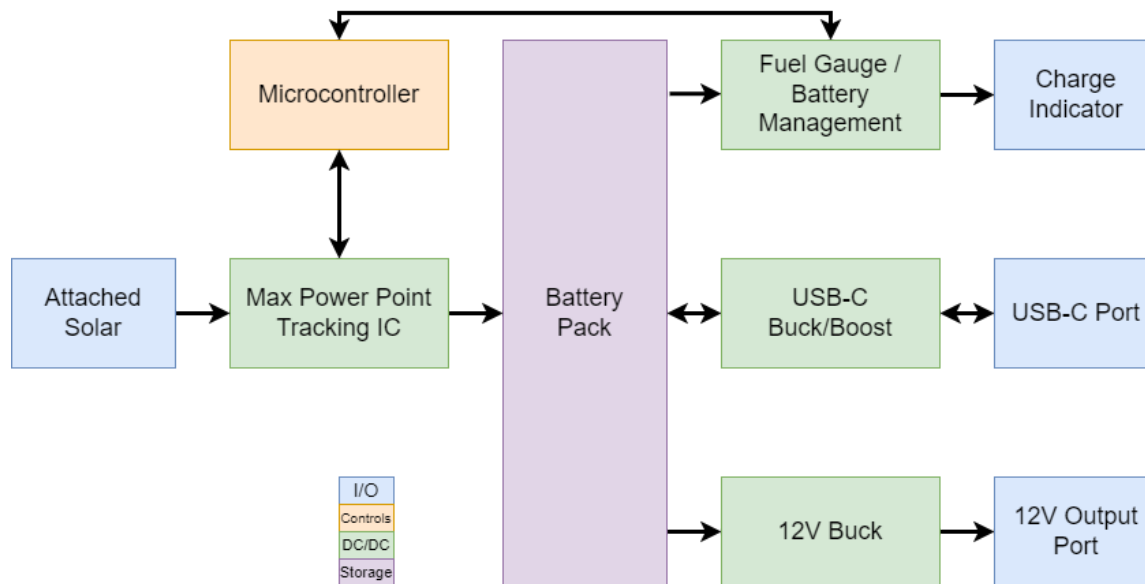 Microcontroller
Fuel Gauge /
Battery
Management
Charge
Indicator
Attached
Solar
Max Power Point
Tracking IC
Battery
Pack
USB-C
Buck/Boost
USB-C Port
I/O
Controls
DC/DC
Storage
12V Buck
12V Output
Port